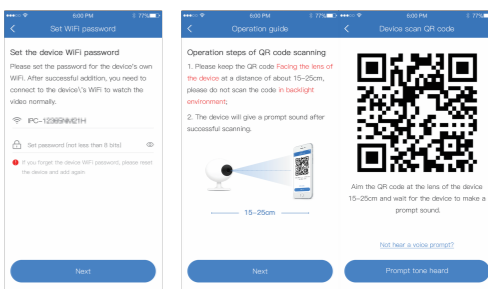 5:00 PM
77%
Set WiFi password
Set the device WiFi password
Please set the password for the device's own
WiFi. After successful addition, you need to
connect to the device\'s WiFi to watch the
video normally.
Set password (not less than 8 bits)
If you forget the device WiFi password, please reset
the device and add again
Next
5:00 PM
77%
Operation guide
Operation steps of QR code scanning
1. Please keep the QR code Facing the lens of
the device at a distance of about 15-25cm,
please do not scan the code in backlight
environment;
2. The device will give a prompt sound after
successful scanning.
15-25cm
Next
5:00 PM
77%
Device scan QR code
Aim the QR code at the lens of the device
15-25cm and wait for the device to make a
prompt sound.
Not hear a voice prompt?
Prompt tone heard